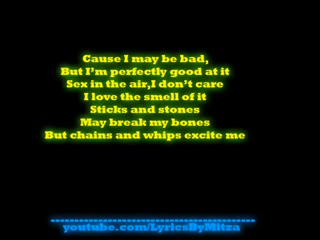 Cause I may be bad,
But I'm perfectly good at it
Sex in the air,I don't care
I love the smell of it
Sticks and stones
May break my bones
But chains and whips excite me
youtube.com/LyricsByMitza